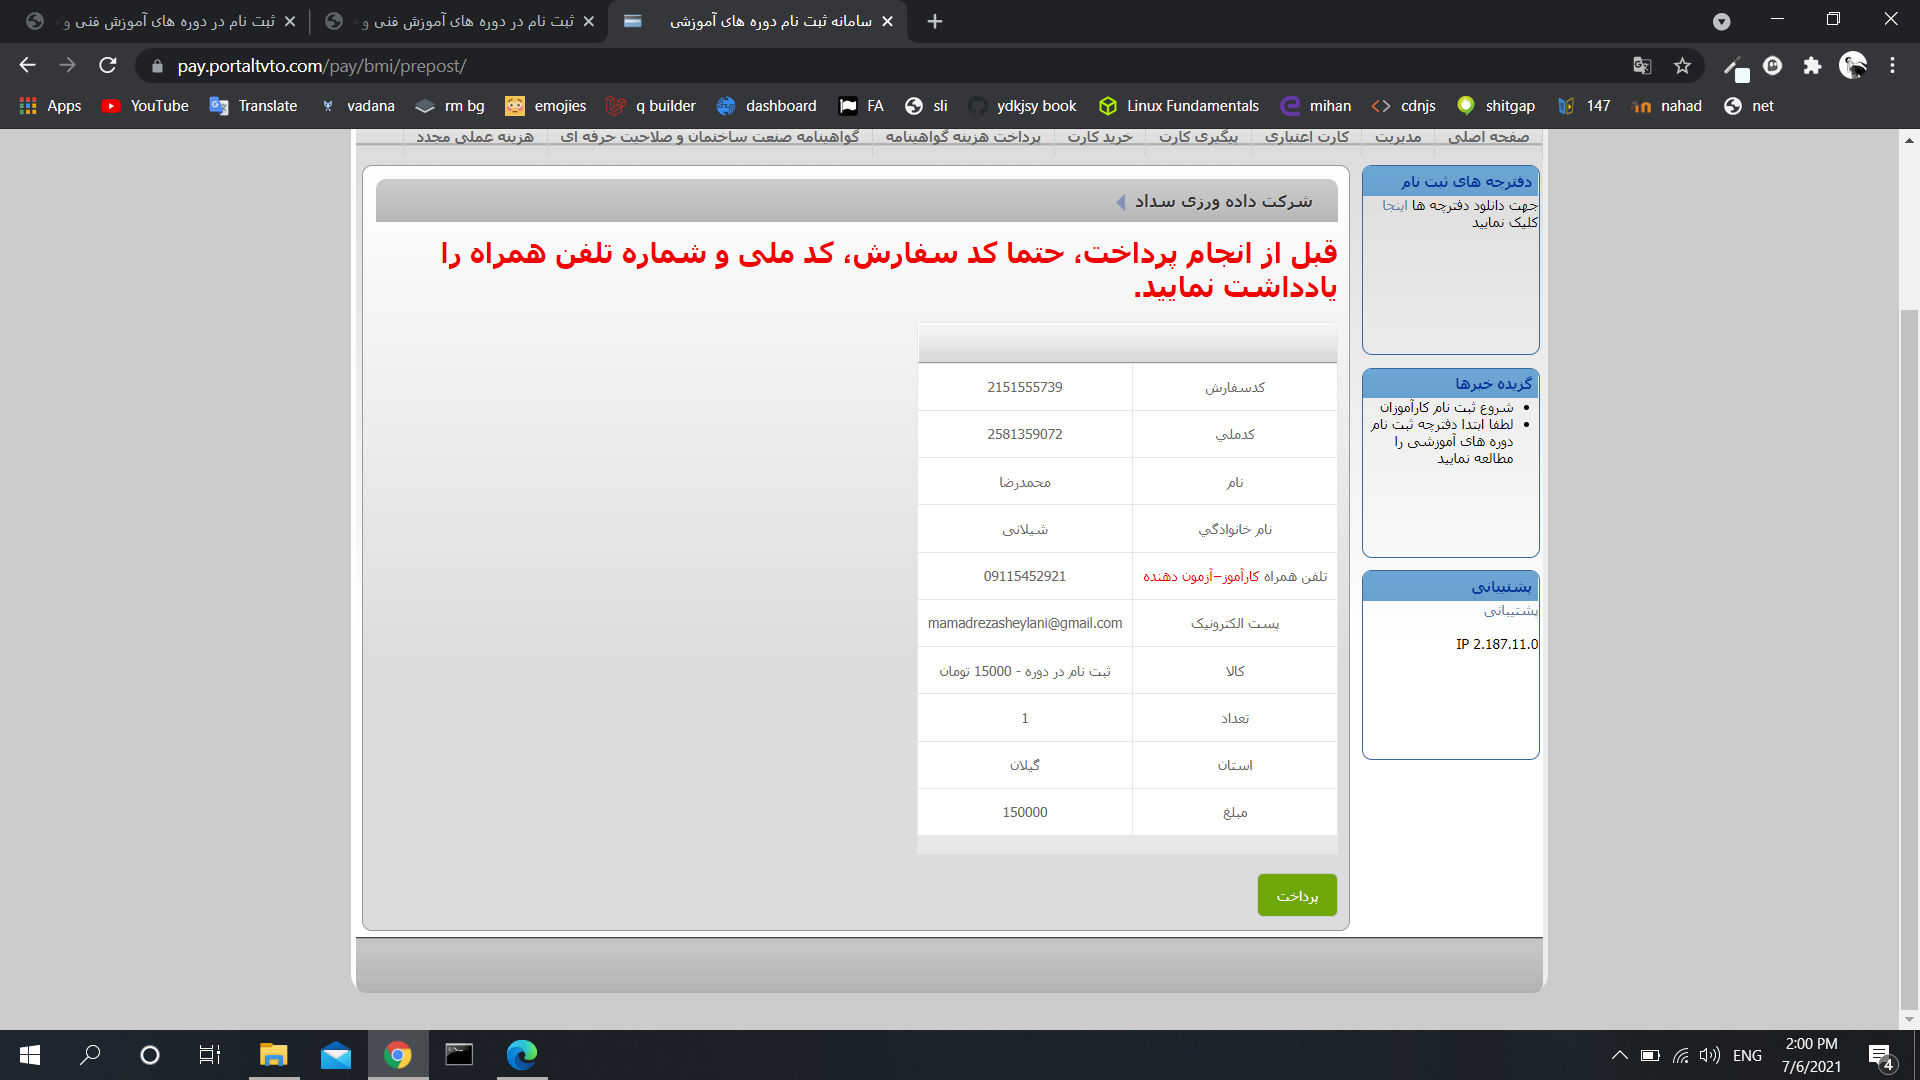 ثبت نام در دوره های آموزش فنی و
ثبت نام در دوره های آموزش فنی و
سامانه ثبت نام دوره های آموزشی
pay.portaltvto.com/pay/bmi/prepost/
Apps
YouTube
Translate
vadana
rm bg
emojies
q builder
dashboard
FA
sli
ydkjsy book
Linux Fundamentals
mihan
cdnjs
shitgap
147
nahad
net
صفحه اصلی
مدیریت
کارت اعتباری
پیگیری کارت
خرید کارت
پرداخت هزینه گواهینامه
گواهینامه صنعت ساختمان و صلاحیت حرفه ای
هزینه عملی مجدد
دفترچه های ثبت نام
جهت دانلود دفترچه ها اینجا
کلیک نمایید
گزیده خبرها
شروع ثبت نام کارآموزان
لطفا ابتدا دفترچه ثبت نام
دوره های آموزشی را
مطالعه نمایید
پشتیبانی
پشتیبانی
IP 2.187.11.0
شرکت داده ورزی سداد
قبل از انجام پرداخت، حتما کد سفارش، کد ملی و شماره تلفن همراه را
یادداشت نمایید.
کدسفارش 2151555739
کدملي 2581359072
نام محمدرضا
نام خانوادگي شیلانی
تلفن همراه کارآموز–آزمون دهنده 09115452921
پست الکترونیک mamadrezasheylani@gmail.com
کالا ثبت نام در دوره - 15000 تومان
تعداد 1
استان گیلان
مبلغ 150000
پرداخت
ENG
2:00 PM
7/6/2021
4